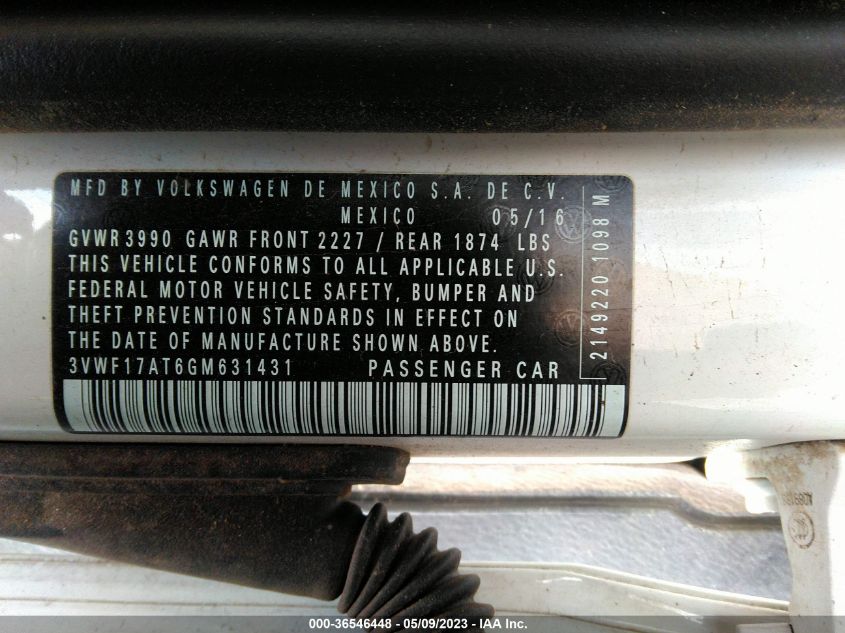 MFD BY VOLKSWAGEN DE MEXICO S.A. DE C.V.
MEXICO 05/16
GVWR 3990 GAWR FRONT 2227 / REAR 1874 LBS
THIS VEHICLE CONFORMS TO ALL APPLICABLE U.S.
FEDERAL MOTOR VEHICLE SAFETY, BUMPER AND
THEFT PREVENTION STANDARDS IN EFFECT ON
THE DATE OF MANUFACTURE SHOWN ABOVE.
3VWF17AT6GM631431 PASSENGER CAR
2149220 1098 M
000-36546448 - 05/09/2023 - IAA Inc.